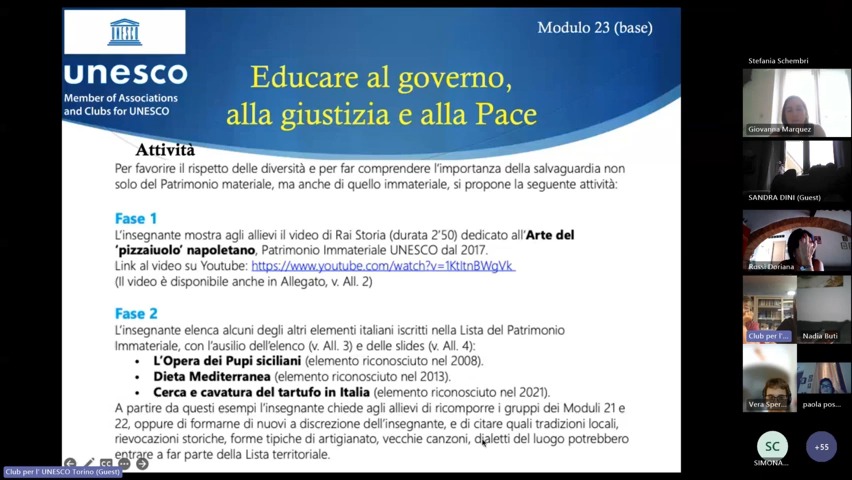 Modulo 23 (base)
unesco
Member of Associations
and Clubs for UNESCO
Educare al governo,
alla giustizia e alla Pace
Attività
Per favorire il rispetto delle diversità e per far comprendere l'importanza della salvaguardia non
solo del Patrimonio materiale, ma anche di quello immateriale, si propone la seguente attività:
Fase 1
L'insegnante mostra agli allievi il video di Rai Storia (durata 2'50) dedicato all'Arte del
'pizzaiuolo' napoletano, Patrimonio Immateriale UNESCO dal 2017.
Link al video su Youtube: https://www.youtube.com/watch?v=1KtItnBWgVk
(Il video è disponibile anche in Allegato, v. All. 2)
Fase 2
L'insegnante elenca alcuni degli altri elementi italiani iscritti nella Lista del Patrimonio
Immateriale, con l'ausilio dell'elenco (v. All. 3) e delle slides (v. All. 4):
• L'Opera dei Pupi siciliani (elemento riconosciuto nel 2008).
• Dieta Mediterranea (elemento riconosciuto nel 2013).
• Cerca e cavatura del tartufo in Italia (elemento riconosciuto nel 2021).
A partire da questi esempi l'insegnante chiede agli allievi di ricomporre i gruppi dei Moduli 21 e
22, oppure di formarne di nuovi a discrezione dell'insegnante, e di citare quali tradizioni locali,
rievocazioni storiche, forme tipiche di artigianato, vecchie canzoni, dialetti del luogo potrebbero
entrare a far parte della Lista territoriale.
Club per l' UNESCO Torino (Guest)
Stefania Schembri
Giovanna Marquez
SANDRA DINI (Guest)
Rossi Doriana
Club per l'...
Nadia Buti
Vera Sper...
paola pos...
SC
SIMONA...
+55